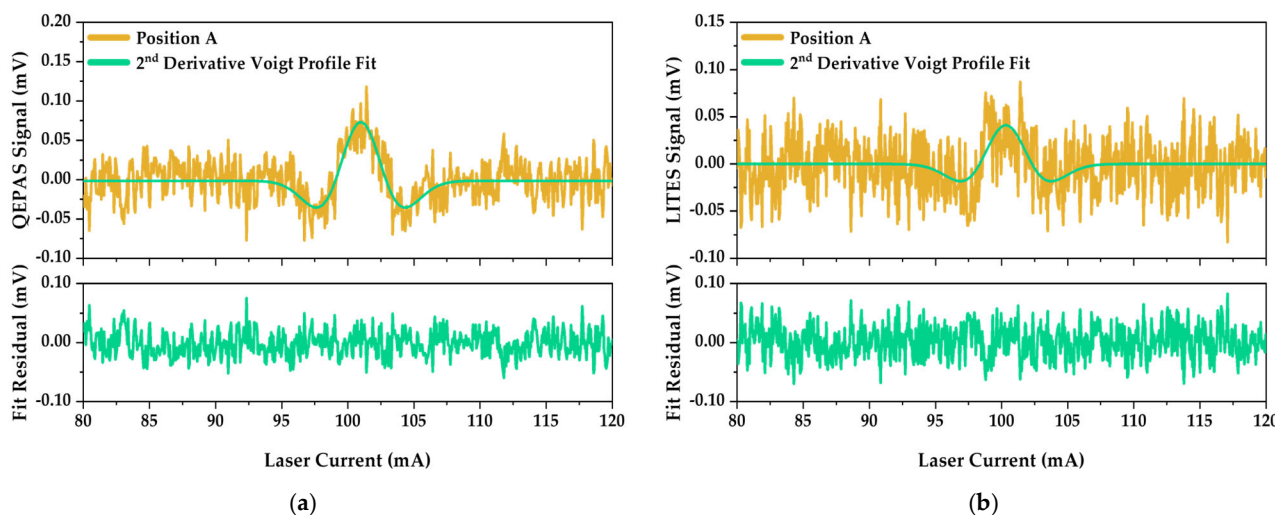 0.20
0.15
0.10
0.05
0.00
-0.05
-0.10
QEPAS Signal (mV)
Position A
2nd Derivative Voigt Profile Fit
0.10
0.00
-0.10
Fit Residual (mV)
80 85 90 95 100 105 110 115 120
Laser Current (mA)
(a)
0.15
0.10
0.05
0.00
-0.05
-0.10
LITES Signal (mV)
Position A
2nd Derivative Voigt Profile Fit
0.10
0.00
-0.10
Fit Residual (mV)
80 85 90 95 100 105 110 115 120
Laser Current (mA)
(b)